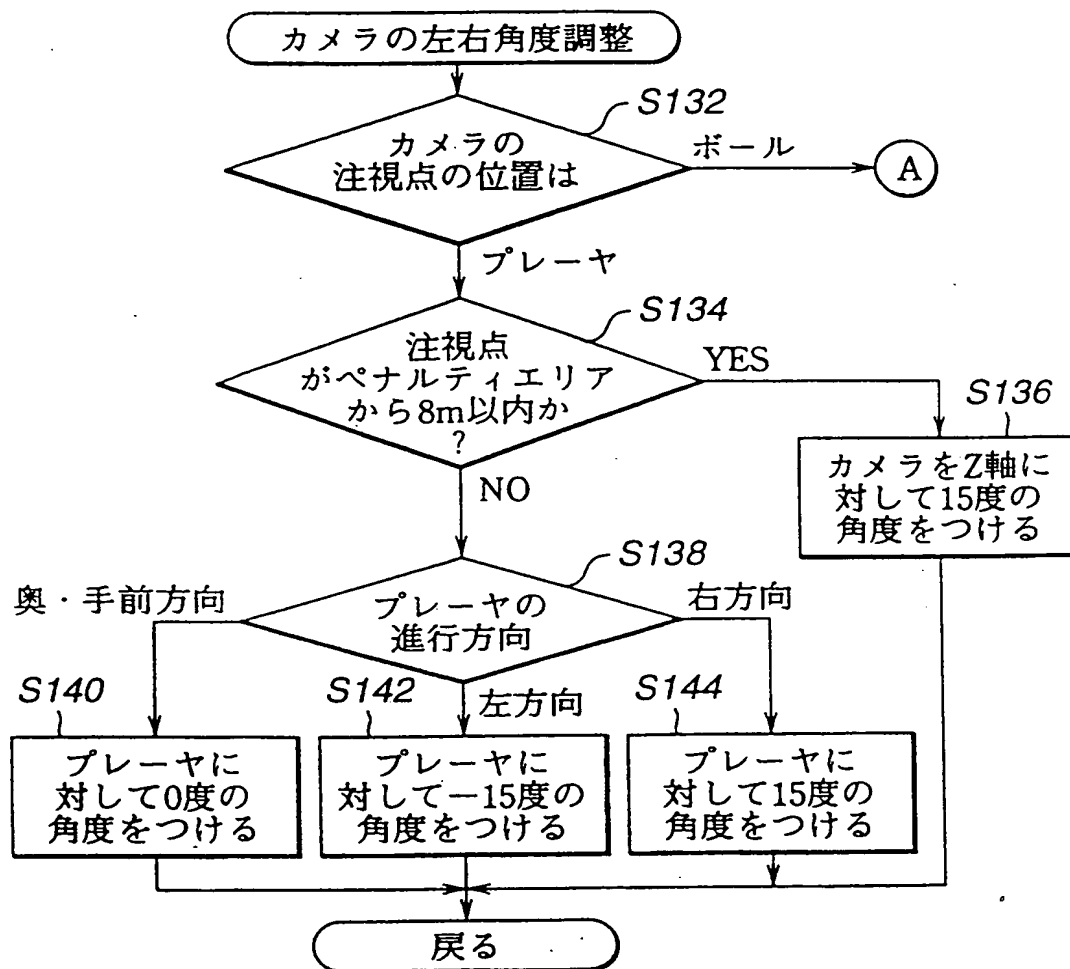 カメラの左右角度調整
S132
カメラの
注視点の位置は
ボール
A
プレーヤ
S134
注視点
がペナルティエリア
から8m以内か
?
YES
S136
カメラをZ軸に
対して15度の
角度をつける
NO
S138
プレーヤの
進行方向
奥・手前方向
右方向
S140
S142
左方向
S144
プレーヤに
対して0度の
角度をつける
プレーヤに
対して−15度の
角度をつける
プレーヤに
対して15度の
角度をつける
戻る